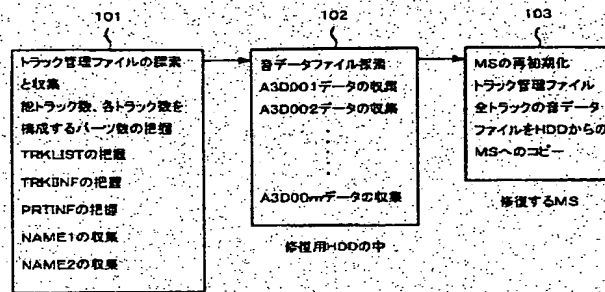 101
トラック管理ファイルの探索
と収集
総トラック数、各トラック数を
構成するパーツ数の把握
TRKLISTの把握
TRKINFの把握
PRTINFの把握
NAME1の収集
NAME2の収集
102
音データファイル探索
A3D001データの収集
A3D002データの収集
A3D00mデータの収集
修復用HDDの中
103
MSの再初期化
トラック管理ファイル
全トラックの音データ
ファイルをHDDからの
MSへのコピー
修復するMS